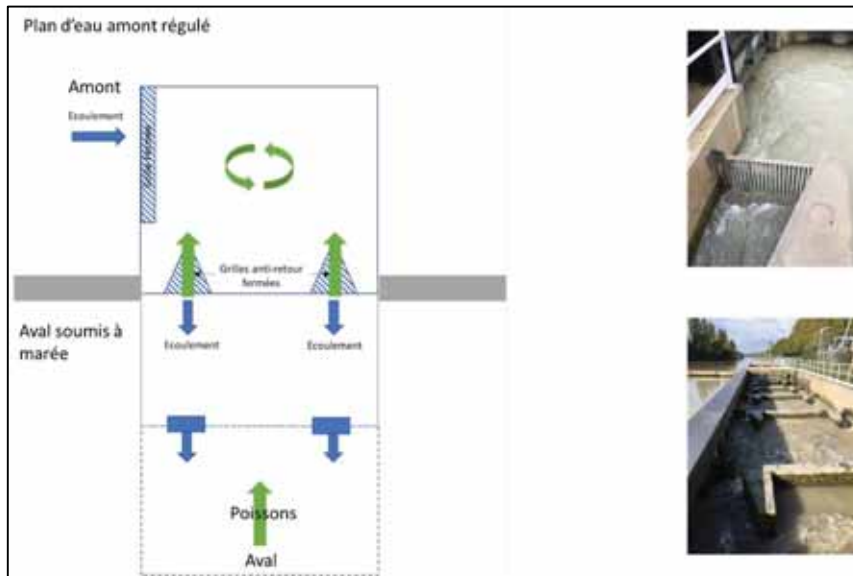 Plan d'eau amont régulé
Amont
Ecoulement
Grilles anti-retour
fermées
Aval soumis à
marée
Ecoulement
Ecoulement
Poissons
Aval